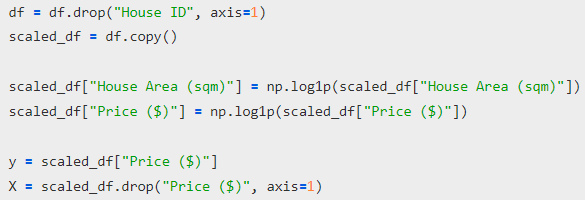 df = df.drop("House ID", axis=1)
scaled_df = df.copy()
scaled_df["House Area (sqm)"] = np.log1p(scaled_df["House Area (sqm)"])
scaled_df["Price ($)"] = np.log1p(scaled_df["Price ($)"])
y = scaled_df["Price ($)"]
X = scaled_df.drop("Price ($)", axis=1)